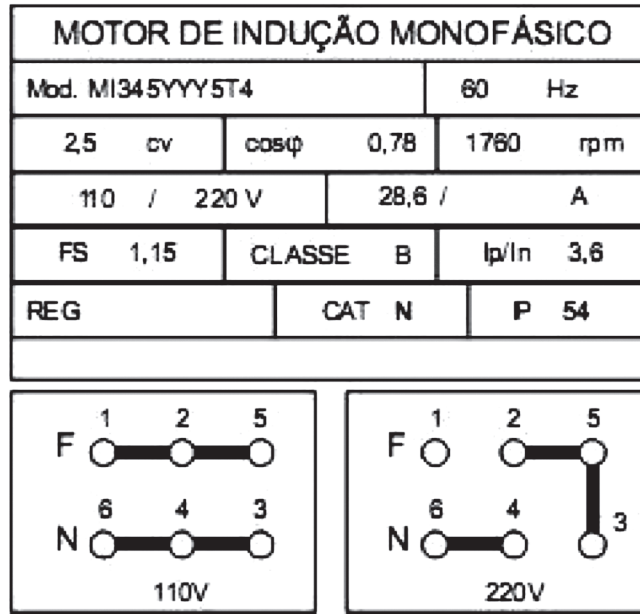 MOTOR DE INDUÇÃO MONOFÁSICO
Mod. MI345YYY5T4 60 Hz
2,5 cv cosφ 0,78 1760 rpm
110 / 220 V 28,6 / A
FS 1,15 CLASSE B Ip/In 3,6
REG CAT N IP 54
1 2 5
F
6 4 3
N
110V
1 2 5
F
6 4 3
N
220V